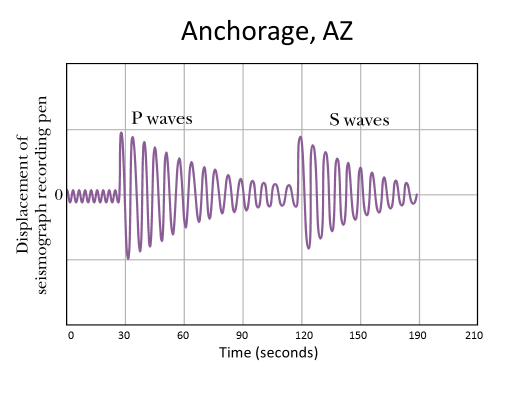 Anchorage, AZ
P waves
S waves
Displacement of
seismograph recording pen
0
0 30 60 90 120 150 190 210
Time (seconds)